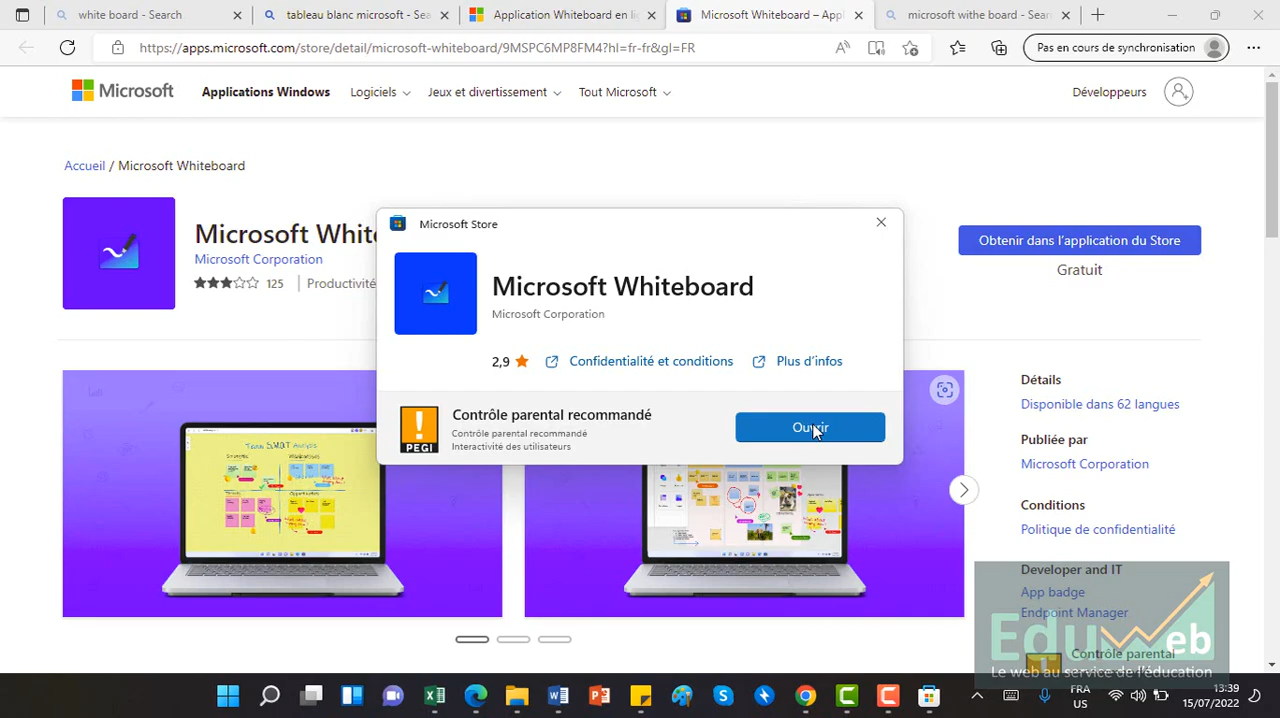 white board - Search
tableau blanc microsoft - Search
Application Whiteboard en li
Microsoft Whiteboard – Appl
microsoft withe board - Sear
https://apps.microsoft.com/store/detail/microsoft-whiteboard/9MSPC6MP8FM4?hl=fr-fr&gl=FR
Pas en cours de synchronisation
Microsoft
Applications Windows
Logiciels
Jeux et divertissement
Tout Microsoft
Développeurs
Accueil / Microsoft Whiteboard
Microsoft White
Microsoft Corporation
125
Productivité
Obtenir dans l'application du Store
Gratuit
Microsoft Store
Microsoft Whiteboard
Microsoft Corporation
2,9
Confidentialité et conditions
Plus d'infos
PEGI
Contrôle parental recommandé
Contrôle parental recommandé
Interactivité des utilisateurs
Ouvrir
Team SWOT Analysis
Détails
Disponible dans 62 langues
Publiée par
Microsoft Corporation
Conditions
Politique de confidentialité
Developer and IT
App badge
Endpoint Manager
Contrôle parental
Eduweb
Le web au service de l'éducation
FRA
US
13:39
15/07/2022